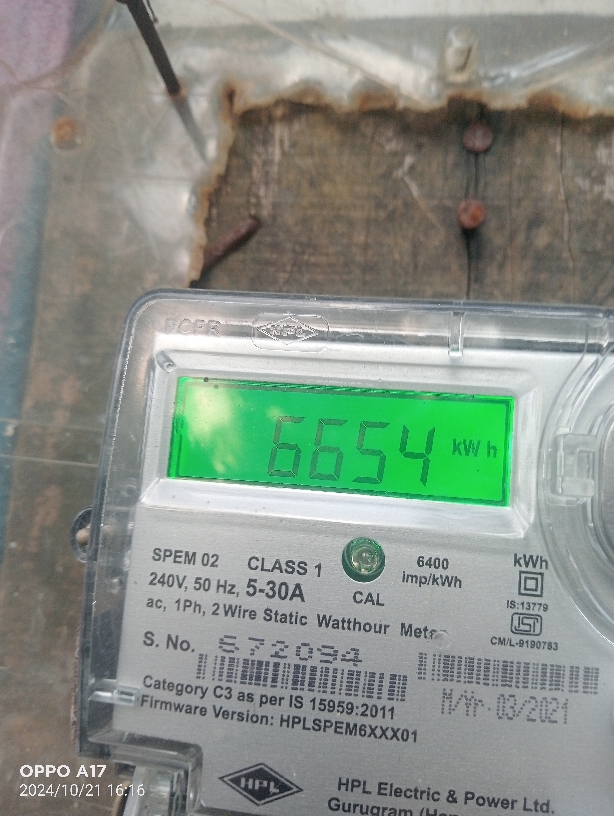 HPL
6654 kWh
SPEM 02 CLASS 1 6400 kWh
240V, 50 Hz, 5-30A imp/kWh
CAL IS:13779
ac, 1Ph, 2 Wire Static Watthour
CM/L-9190783
S. No. 672094
Category C3 as per IS 15959:2011 M/Yr. 03/2021
Firmware Version: HPLSPEM6XXX01
HPL HPL Electric & Power Ltd.
Gurugram
OPPO A17
2024/10/21 16:16